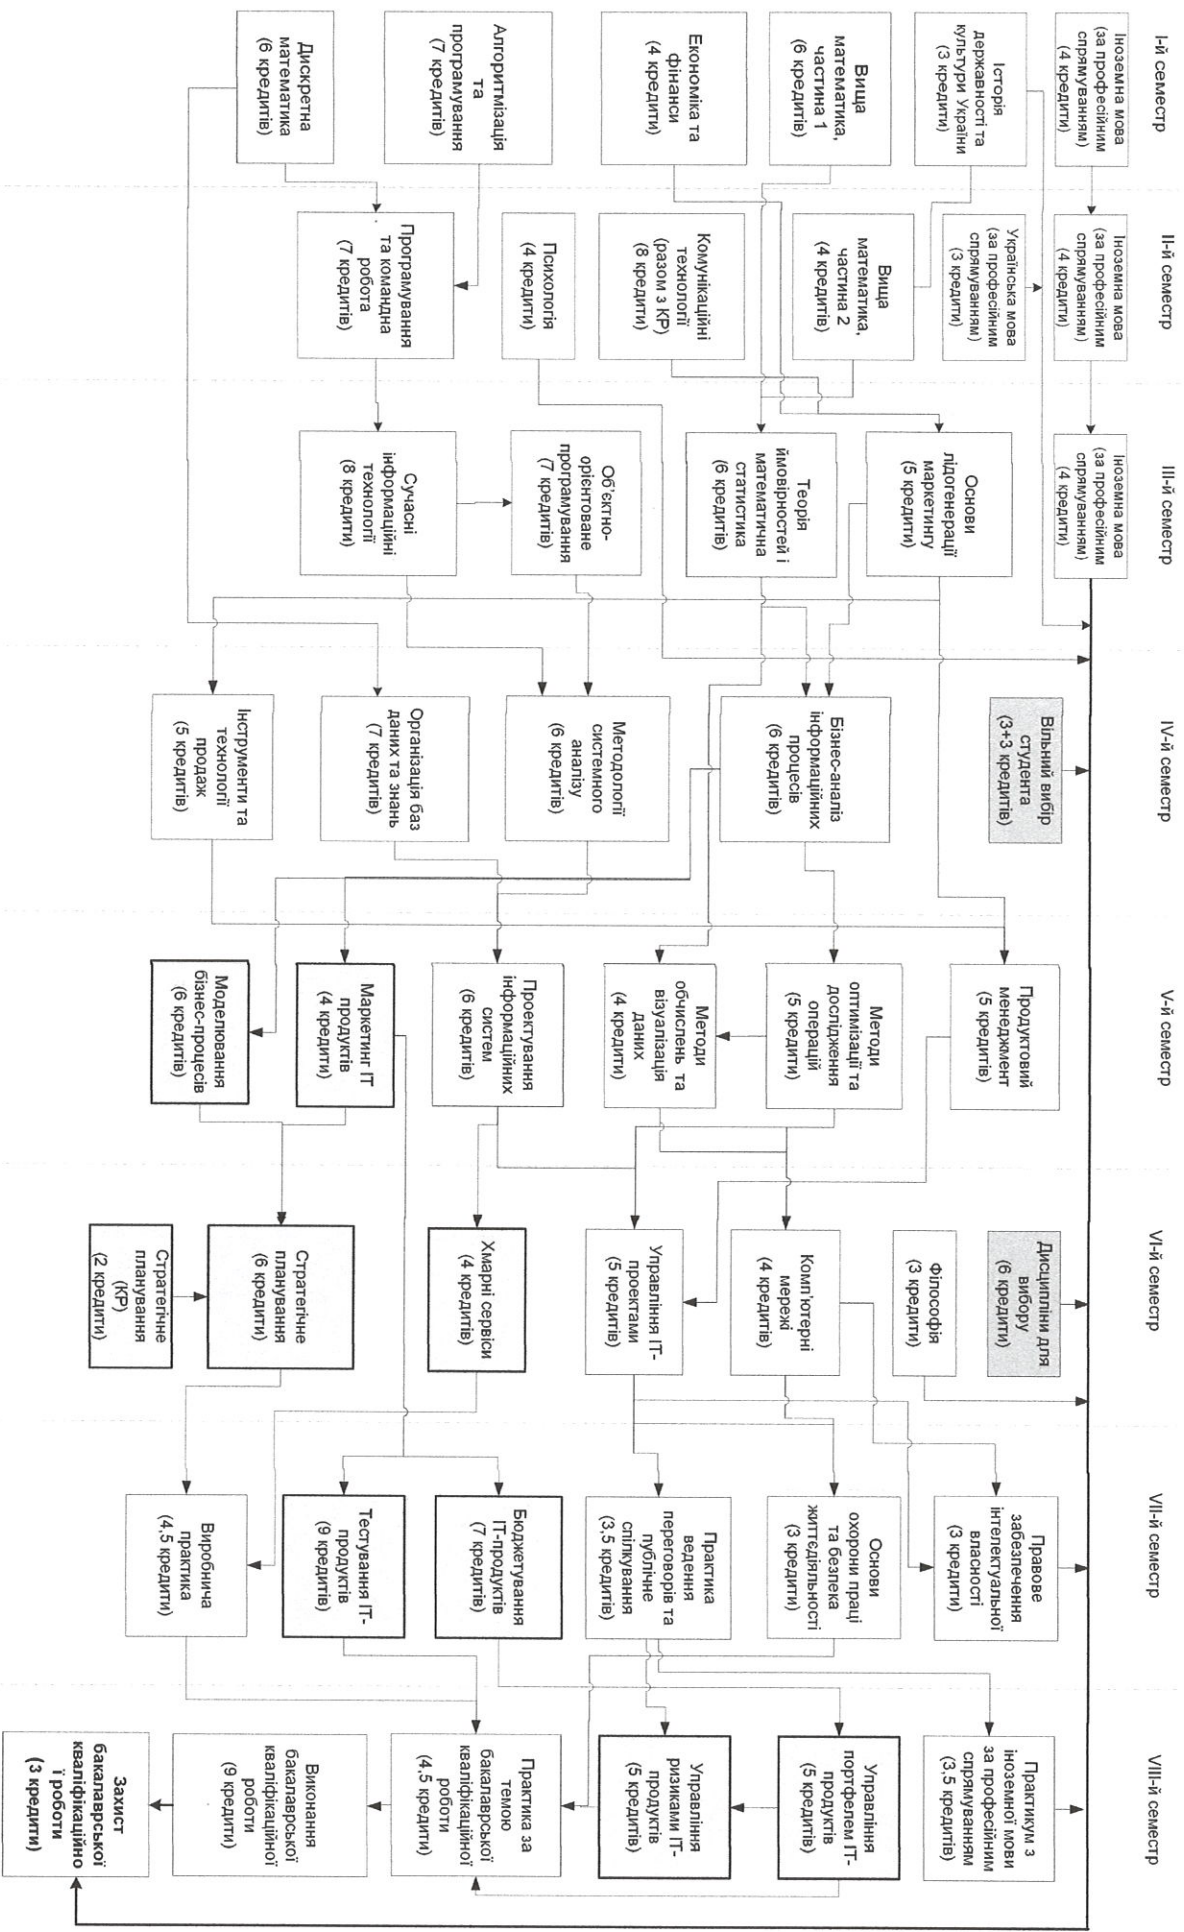 І-й семестр
Іноземна мова
(за професійним
спрямуванням)
(4 кредити)
Історія
державності та
культури України
(3 кредити)
Вища
математика,
частина 1
(6 кредитів)
Економіка та
фінанси
(4 кредити)
Алгоритмізація
та
програмування
(7 кредитів)
Дискретна
математика
(6 кредитів)
ІІ-й семестр
Іноземна мова
(за професійним
спрямуванням)
(4 кредити)
Українська мова
(за професійним
спрямуванням)
(3 кредити)
Вища
математика,
частина 2
(4 кредити)
Комунікаційні
технології
(разом з КР)
(8 кредити)
Психологія
(4 кредити)
Програмування
та командна
робота
(7 кредитів)
ІІІ-й семестр
Іноземна мова
(за професійним
спрямуванням)
(4 кредити)
Основи
лідогенерації
маркетингу
(5 кредити)
Теорія
ймовірностей і
математична
статистика
(6 кредитів)
Об'єктно-
орієнтоване
програмування
(7 кредитів)
Сучасні
інформаційні
технології
(8 кредити)
IV-й семестр
Вільний вибір
студента
(3+3 кредитів)
Бізнес-аналіз
інформаційних
процесів
(6 кредитів)
Методології
системного
аналізу
(6 кредитів)
Організація баз
даних та знань
(7 кредитів)
Інструменти та
технології
продаж
(5 кредитів)
V-й семестр
Продуктовий
менеджмент
(5 кредитів)
Методи
оптимізації та
дослідження
операцій
(5 кредитів)
Методи
обчислень та
візуалізація
даних
(4 кредити)
Проектування
інформаційних
систем
(6 кредитів)
Маркетинг ІТ
продуктів
(4 кредити)
Моделювання
бізнес-процесів
(6 кредитів)
VI-й семестр
Дисципліни для
вибору
(6 кредити)
Філософія
(3 кредити)
Комп'ютерні
мережі
(4 кредитів)
Управління ІТ-
проектами
(5 кредитів)
Хмарні сервіси
(4 кредити)
Стратегічне
планування
(6 кредити)
Стратегічне
планування
(КР)
(2 кредити)
VII-й семестр
Правове
забезпечення
інтелектуальної
власності
(3 кредити)
Основи
охорони праці
та безпека
життєдіяльності
(3 кредити)
Практика
ведення
переговорів та
публічне
спілкування
(3,5 кредитів)
Бюджетування
ІТ-продуктів
(7 кредитів)
Тестування ІТ-
продуктів
(9 кредитів)
Виробнича
практика
(4,5 кредити)
VIII-й семестр
Практикум з
іноземної мови
за професійним
спрямуванням
(3,5 кредитів)
Управління
портфелем ІТ-
продуктів
(5 кредитів)
Управління
ризиками ІТ-
продуктів
(5 кредитів)
Практика за
темою
бакалаврської
кваліфікаційної
роботи
(4,5 кредити)
Виконання
бакалаврської
кваліфікаційної
роботи
(9 кредитів)
Захист
бакалаврської
кваліфікаційно
ї роботи
(3 кредити)